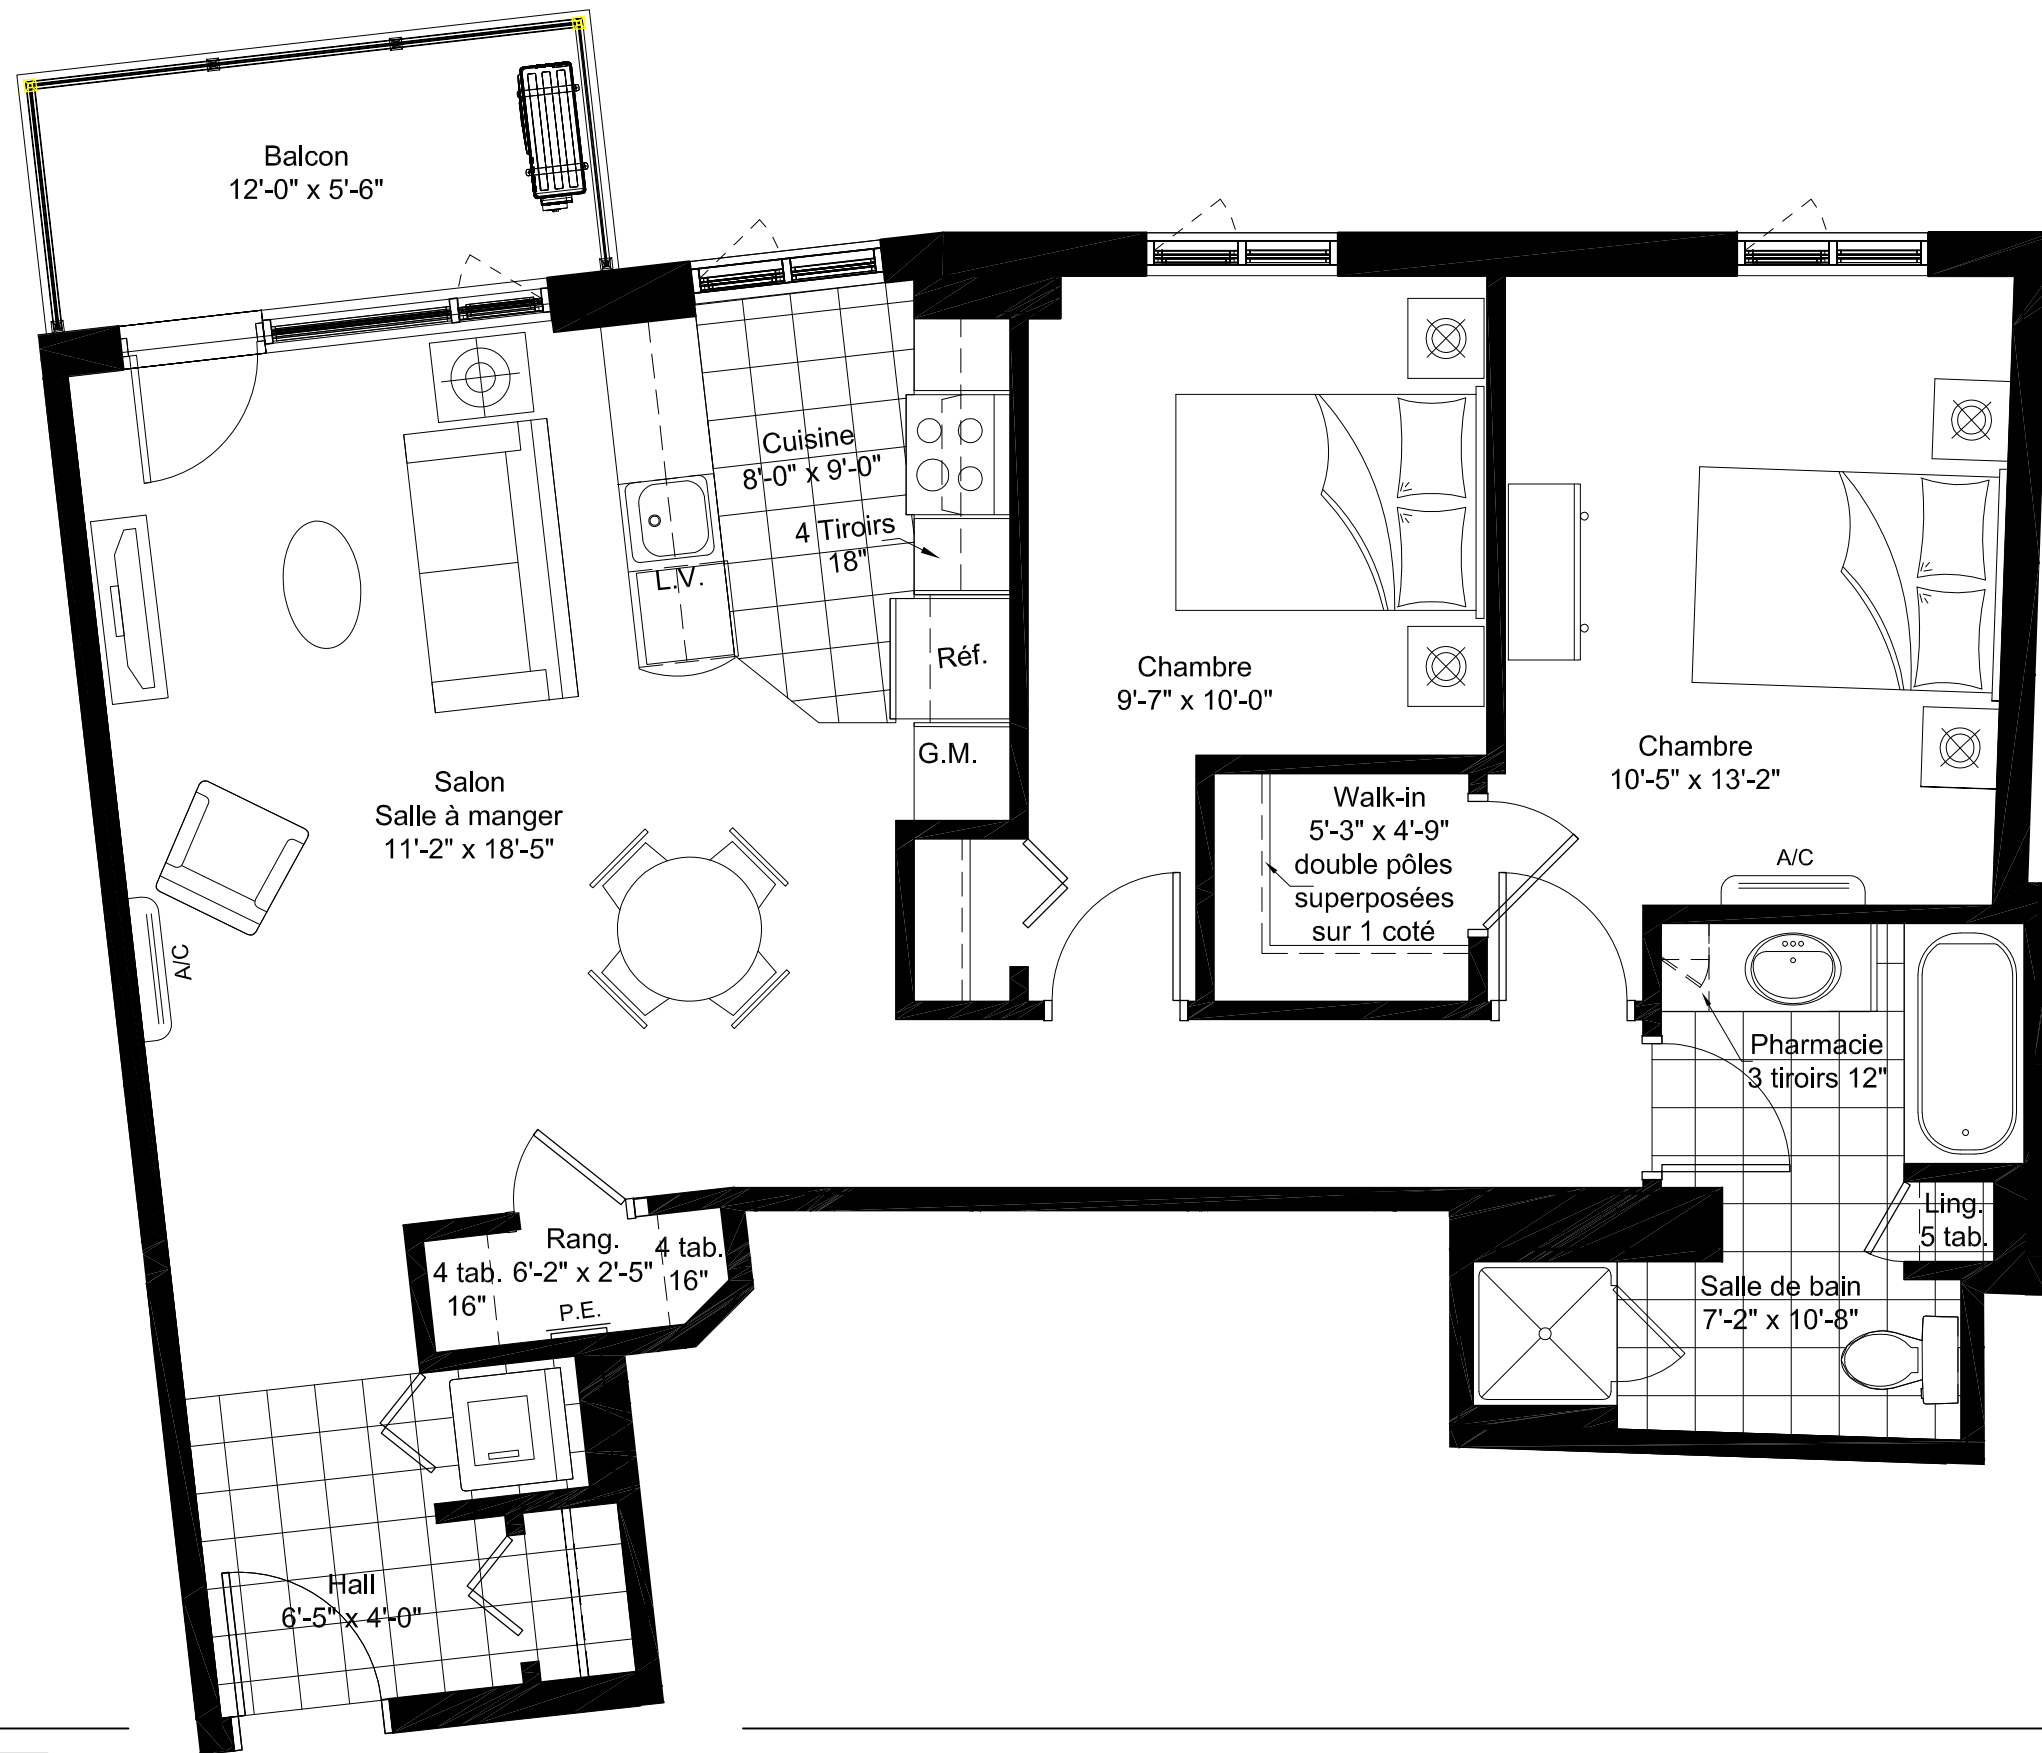 Balcon
12'-0" x 5'-6"
Cuisine
8'-0" x 9'-0"
4 Tiroirs
18"
L.V.
Réf.
G.M.
Chambre
9'-7" x 10'-0"
Chambre
10'-5" x 13'-2"
Salon
Salle à manger
11'-2" x 18'-5"
Walk-in
5'-3" x 4'-9"
double pôles
superposées
sur 1 coté
A/C
A/C
Pharmacie
3 tiroirs 12"
Ling.
5 tab.
Rang.
6'-2" x 2'-5"
4 tab.
16"
4 tab.
16"
P.E.
Salle de bain
7'-2" x 10'-8"
Hall
6'-5" x 4'-0"